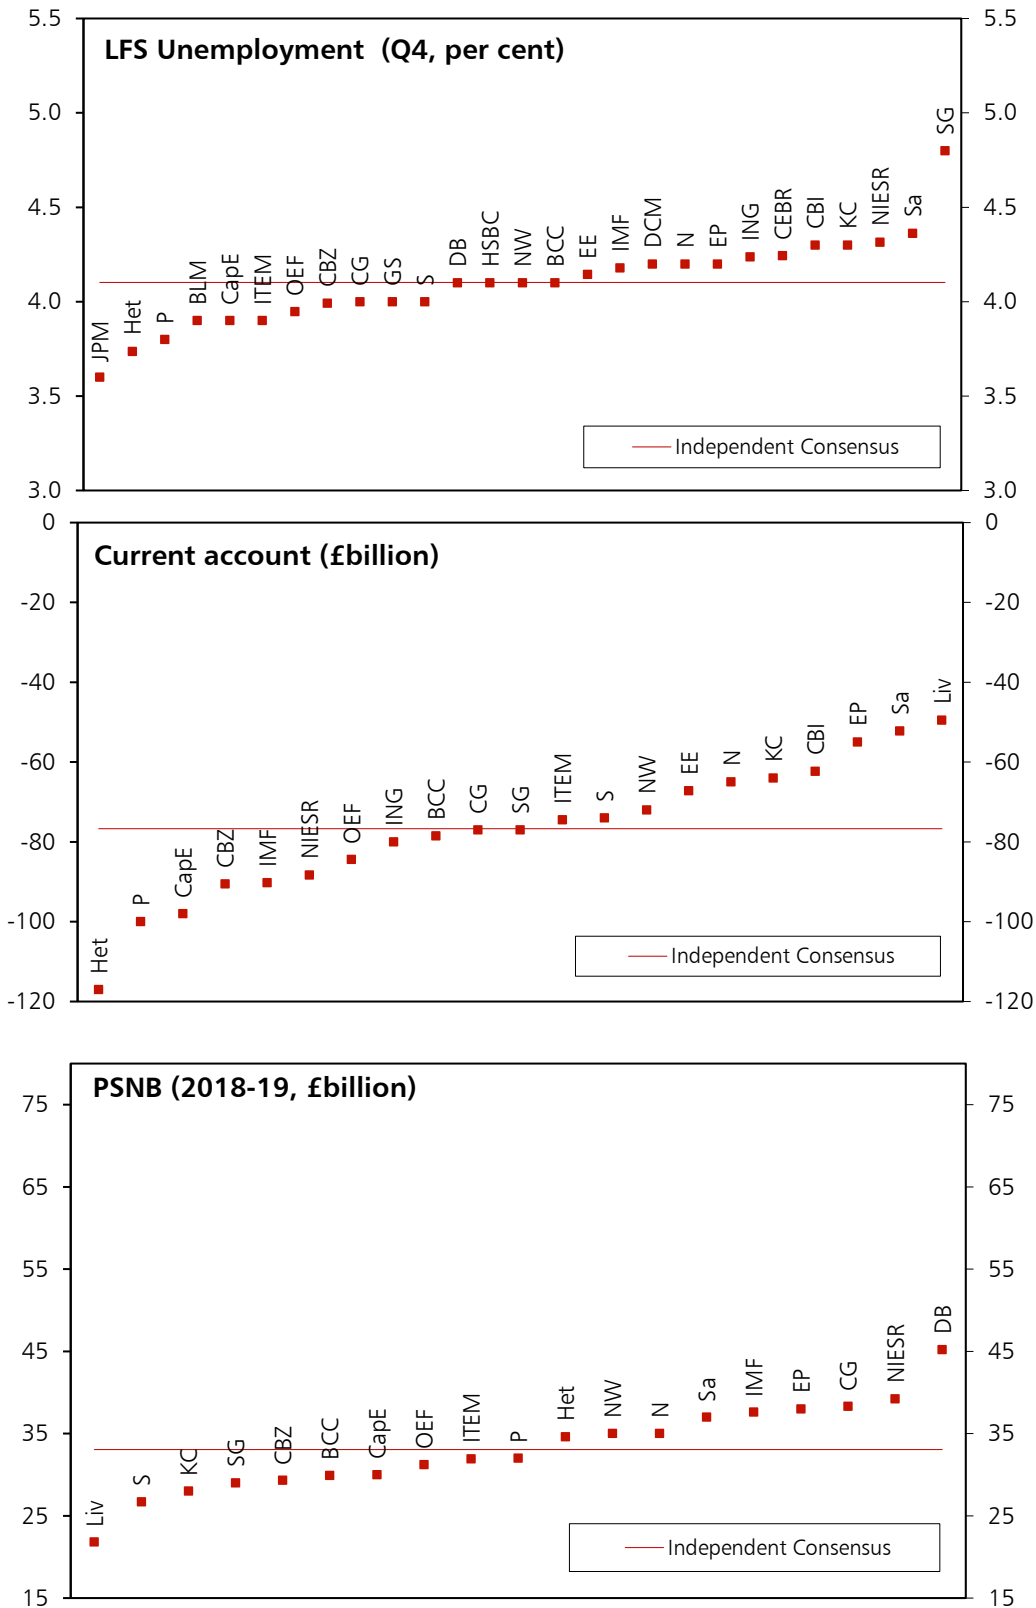 LFS Unemployment (Q4, per cent)
5.5 5.5
5.0 5.0
4.5 4.5
4.0 4.0
3.5 3.5
3.0 3.0
JPM Het P BLM CapE ITEM OEF CBZ CG GS S DB HSBC NW BCC EE IMF DCM N EP ING CEBR CBI KC NIESR Sa SG
Independent Consensus
Current account (£billion)
0 0
-20 -20
-40 -40
-60 -60
-80 -80
-100 -100
-120 -120
Het P CapE CBZ IMF NIESR OEF ING BCC CG SG ITEM S NW EE N KC CBI EP Sa Liv
Independent Consensus
PSNB (2018-19, £billion)
75 75
65 65
55 55
45 45
35 35
25 25
15 15
Liv S KC SG CBZ BCC CapE OEF ITEM P Het NW N Sa IMF EP CG NIESR DB
Independent Consensus